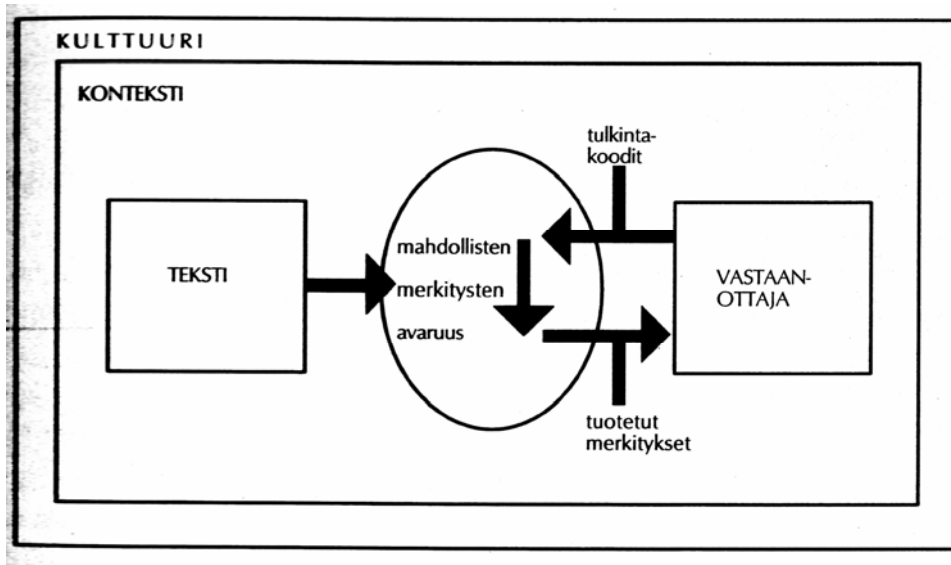 KULTTUURI
KONTEKSTI
tulkinta-
koodit
TEKSTI
mahdollisten
merkitysten
avaruus
VASTAAN-
OTTAJA
tuotetut
merkitykset